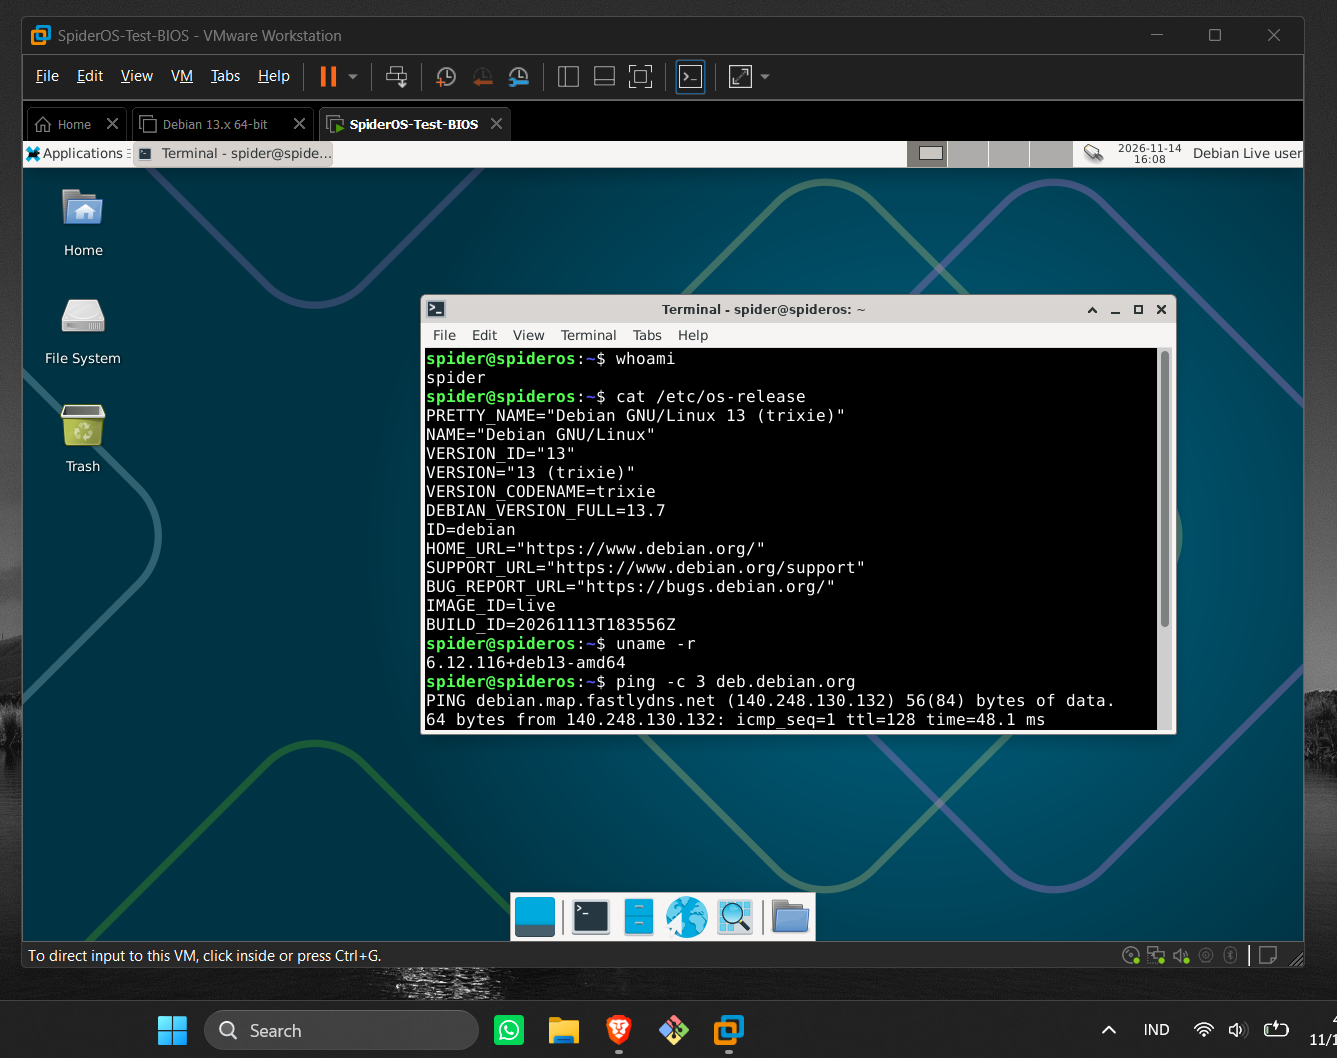 SpiderOS-Test-BIOS - VMware Workstation
File Edit View VM Tabs Help
Home Debian 13.x 64-bit SpiderOS-Test-BIOS
Applications Terminal - spider@spide... 2026-11-14 16:08 Debian Live user
Home
File System
Trash
Terminal - spider@spideros: ~
File Edit View Terminal Tabs Help
spider@spideros:~$ whoami
spider
spider@spideros:~$ cat /etc/os-release
PRETTY_NAME="Debian GNU/Linux 13 (trixie)"
NAME="Debian GNU/Linux"
VERSION_ID="13"
VERSION="13 (trixie)"
VERSION_CODENAME=trixie
DEBIAN_VERSION_FULL=13.7
ID=debian
HOME_URL="https://www.debian.org/"
SUPPORT_URL="https://www.debian.org/support"
BUG_REPORT_URL="https://bugs.debian.org/"
IMAGE_ID=live
BUILD_ID=20261113T183556Z
spider@spideros:~$ uname -r
6.12.116+deb13-amd64
spider@spideros:~$ ping -c 3 deb.debian.org
PING debian.map.fastlydns.net (140.248.130.132) 56(84) bytes of data.
64 bytes from 140.248.130.132: icmp_seq=1 ttl=128 time=48.1 ms
To direct input to this VM, click inside or press Ctrl+G.
Search
IND